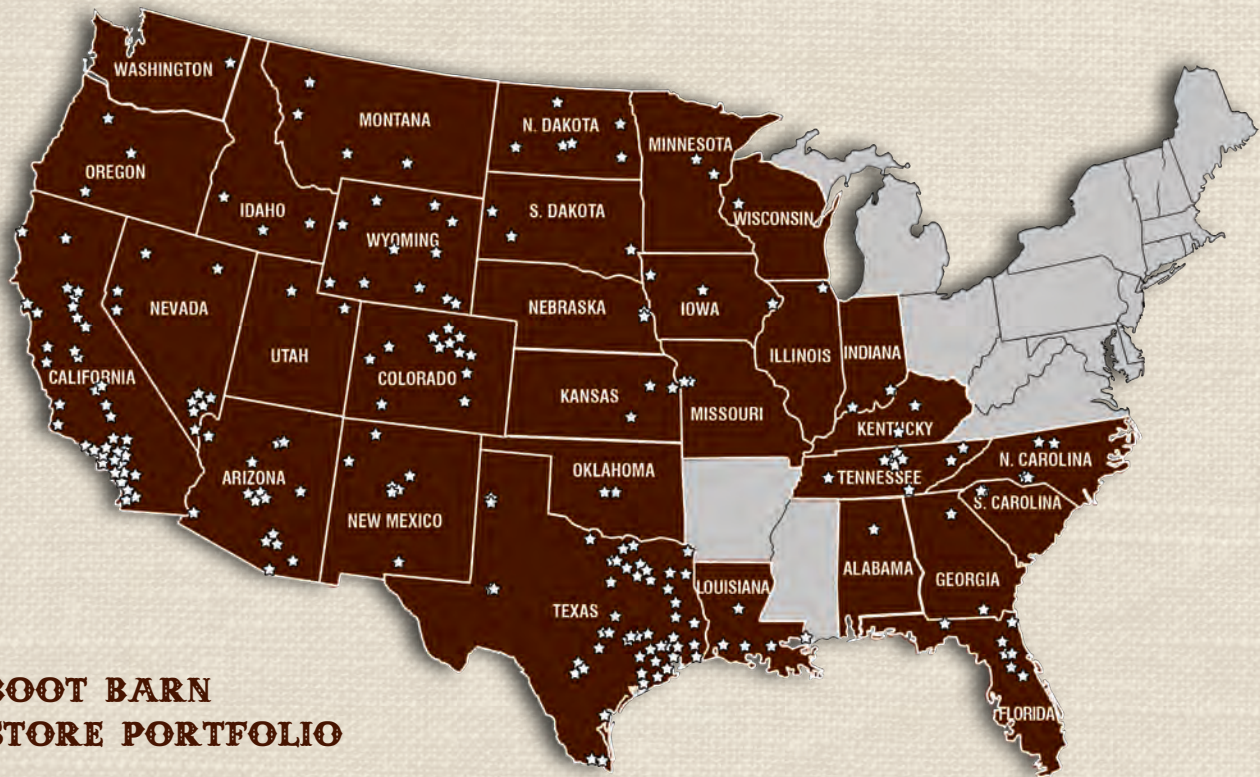 WASHINGTON
MONTANA
N. DAKOTA
MINNESOTA
OREGON
IDAHO
S. DAKOTA
WISCONSIN
WYOMING
NEVADA
NEBRASKA
IOWA
UTAH
ILLINOIS
INDIANA
CALIFORNIA
COLORADO
KANSAS
MISSOURI
KENTUCKY
N. CAROLINA
ARIZONA
OKLAHOMA
TENNESSEE
S. CAROLINA
NEW MEXICO
ALABAMA
GEORGIA
LOUISIANA
TEXAS
FLORIDA
BOOT BARN
STORE PORTFOLIO